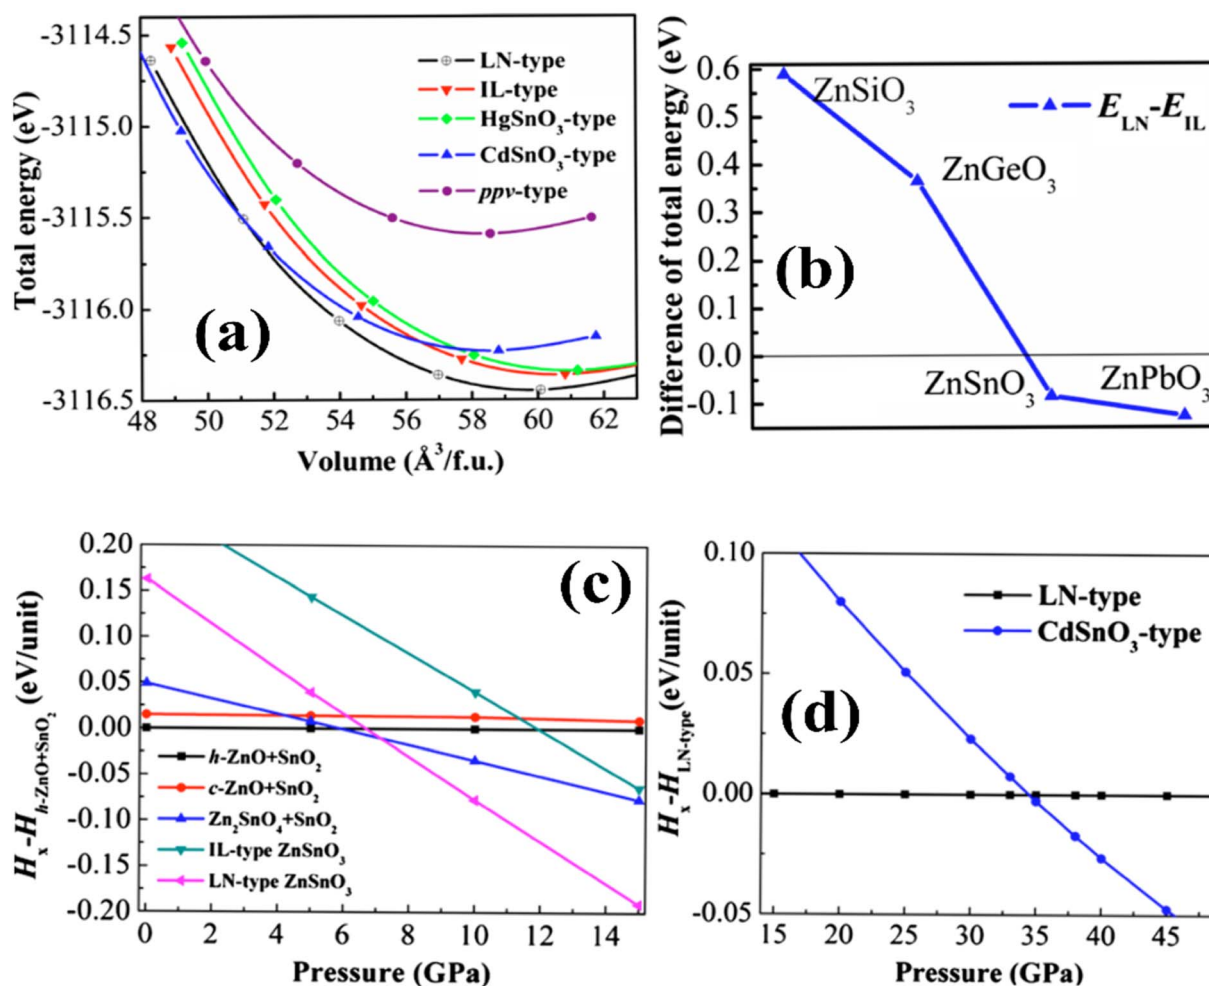 -3114.5
-3115.0
-3115.5
-3116.0
-3116.5
Total energy (eV)
LN-type
IL-type
HgSnO₃-type
CdSnO₃-type
ppv-type
(a)
48 50 52 54 56 58 60 62
Volume (Å³/f.u.)
0.6
0.5
0.4
0.3
0.2
0.1
0.0
-0.1
Difference of total energy (eV)
ZnSiO₃
E_LN-E_IL
ZnGeO₃
(b)
ZnSnO₃
ZnPbO₃
0.20
0.15
0.10
0.05
0.00
-0.05
-0.10
-0.15
-0.20
Hₓ-H_h-ZnO+SnO₂ (eV/unit)
(c)
h-ZnO+SnO₂
c-ZnO+SnO₂
Zn₂SnO₄+SnO₂
IL-type ZnSnO₃
LN-type ZnSnO₃
0 2 4 6 8 10 12 14
Pressure (GPa)
0.10
0.05
0.00
-0.05
Hₓ-H_LN-type(eV/unit)
LN-type
CdSnO₃-type
(d)
15 20 25 30 35 40 45
Pressure (GPa)